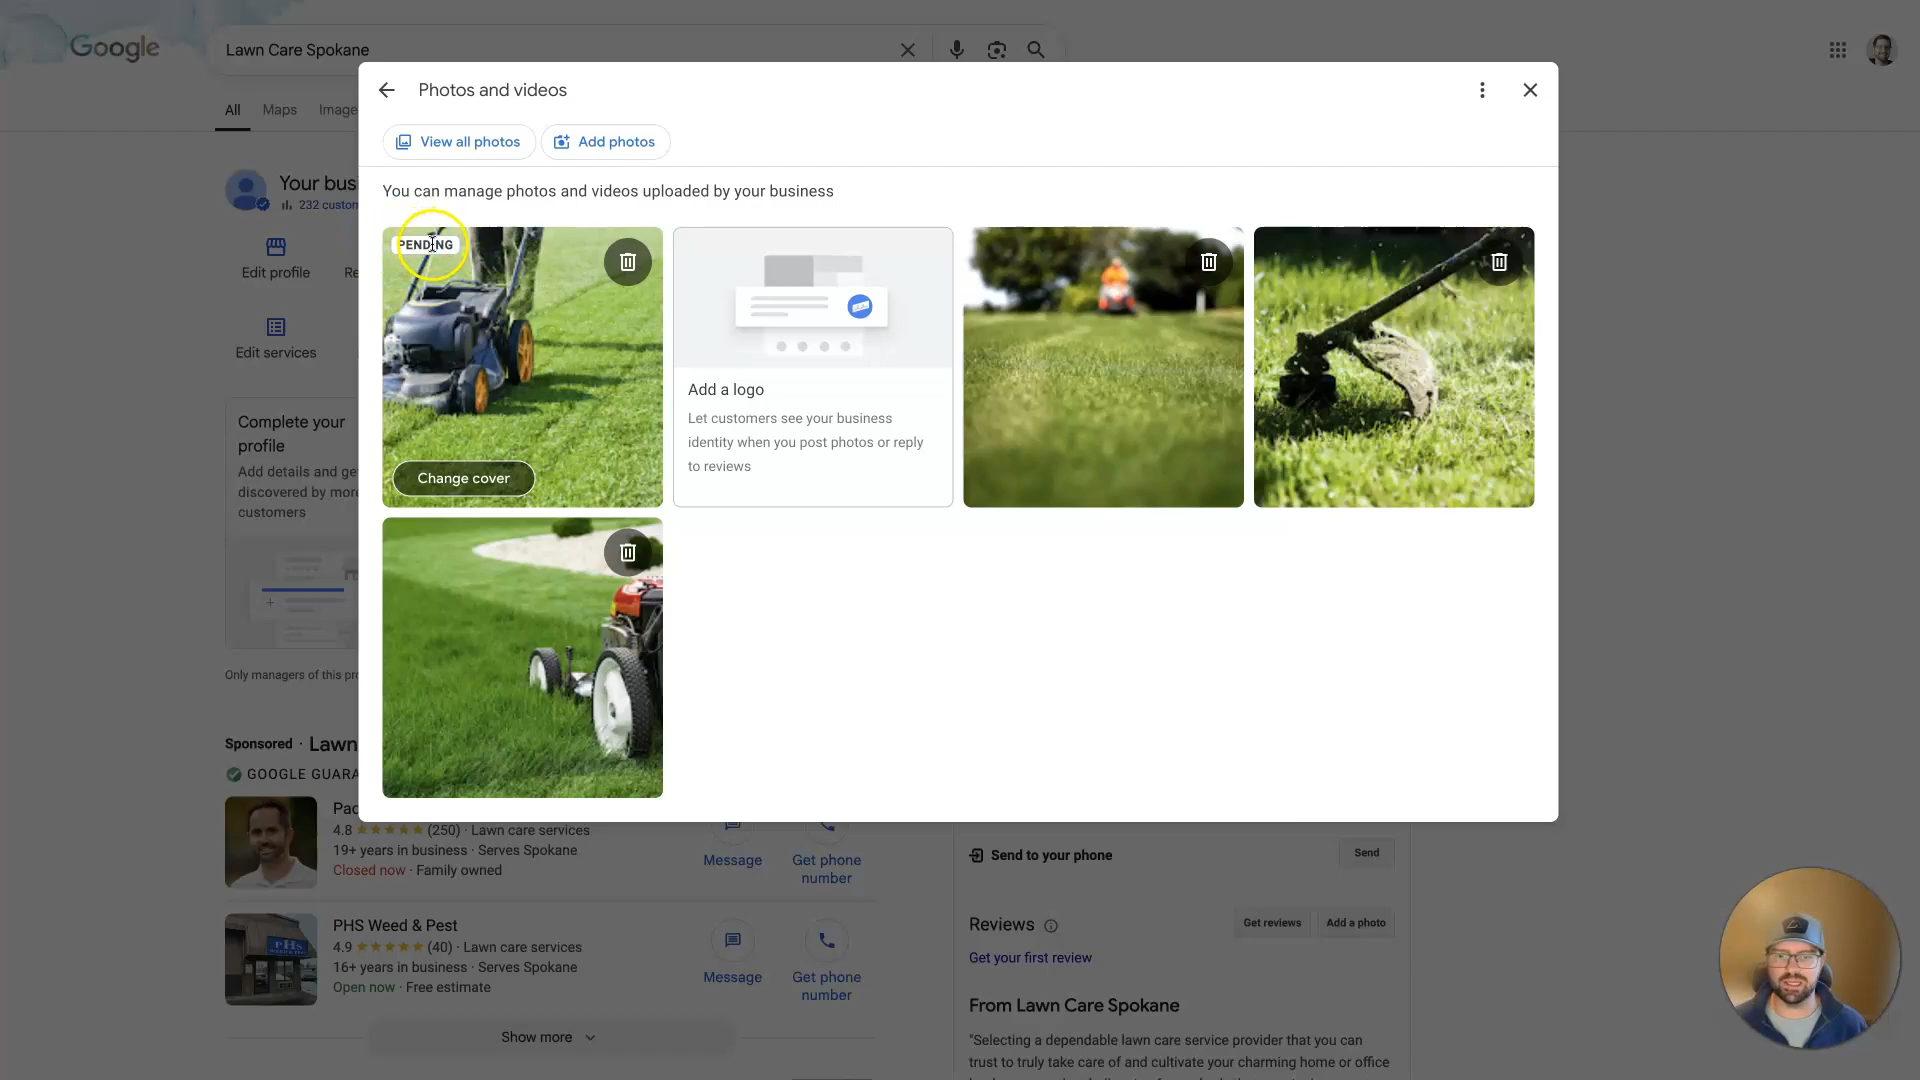 Google
Lawn Care Spokane
All
Maps
Image
Photos and videos
View all photos
Add photos
You can manage photos and videos uploaded by your business
PENDING
Change cover
Add a logo
Let customers see your business
identity when you post photos or reply
to reviews
Your bus
232 custom
Edit profile
Re
Edit services
Complete your
profile
Add details and ge
discovered by more
customers
Only managers of this pro
Sponsored · Lawn
GOOGLE GUARA
Pac
4.8 ★★★★★ (250) · Lawn care services
19+ years in business · Serves Spokane
Closed now · Family owned
Message
Get phone
number
PHS Weed & Pest
4.9 ★★★★★ (40) · Lawn care services
16+ years in business · Serves Spokane
Open now · Free estimate
PHS
Message
Get phone
number
Show more
Send to your phone
Send
Reviews
Get reviews
Add a photo
Get your first review
From Lawn Care Spokane
"Selecting a dependable lawn care service provider that you can
trust to truly take care of and cultivate your charming home or office